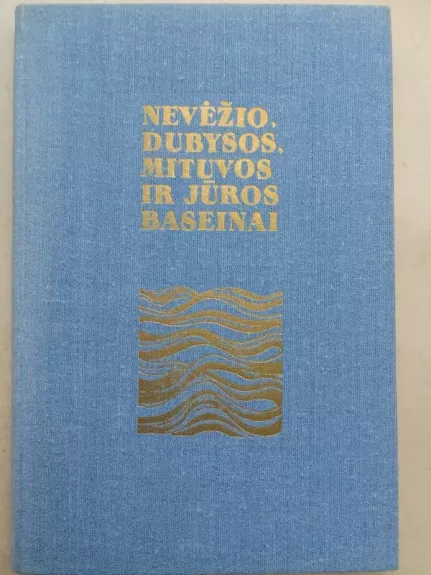 NEVĖŽIO,
DUBYSOS,
MITUVOS
IR JŪROS
BASEINAI